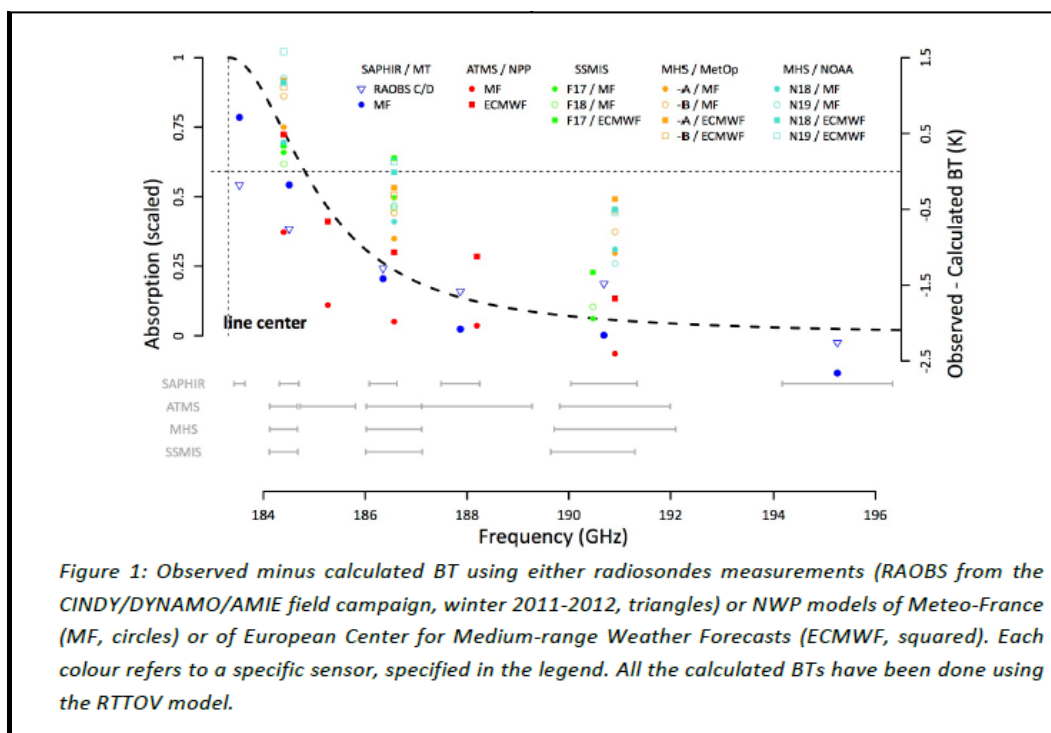 SAPHIR / MT ATMS / NPP SSMIS MHS / MetOp MHS / NOAA
RAOBS C/D MF F17 / MF -A / MF N18 / MF
MF ECMWF F18 / MF -B / MF N19 / MF
F17 / ECMWF -A / ECMWF N18 / ECMWF
-B / ECMWF N19 / ECMWF
Absorption (scaled)
1
0.75
0.5
0.25
0
Observed - Calculated BT (K)
1.5
0.5
-0.5
-1.5
-2.5
line center
SAPHIR
ATMS
MHS
SSMIS
184 186 188 190 192 194 196
Frequency (GHz)
Figure 1: Observed minus calculated BT using either radiosondes measurements (RAOBS from the
CINDY/DYNAMO/AMIE field campaign, winter 2011-2012, triangles) or NWP models of Meteo-France
(MF, circles) or of European Center for Medium-range Weather Forecasts (ECMWF, squared). Each
colour refers to a specific sensor, specified in the legend. All the calculated BTs have been done using
the RTTOV model.